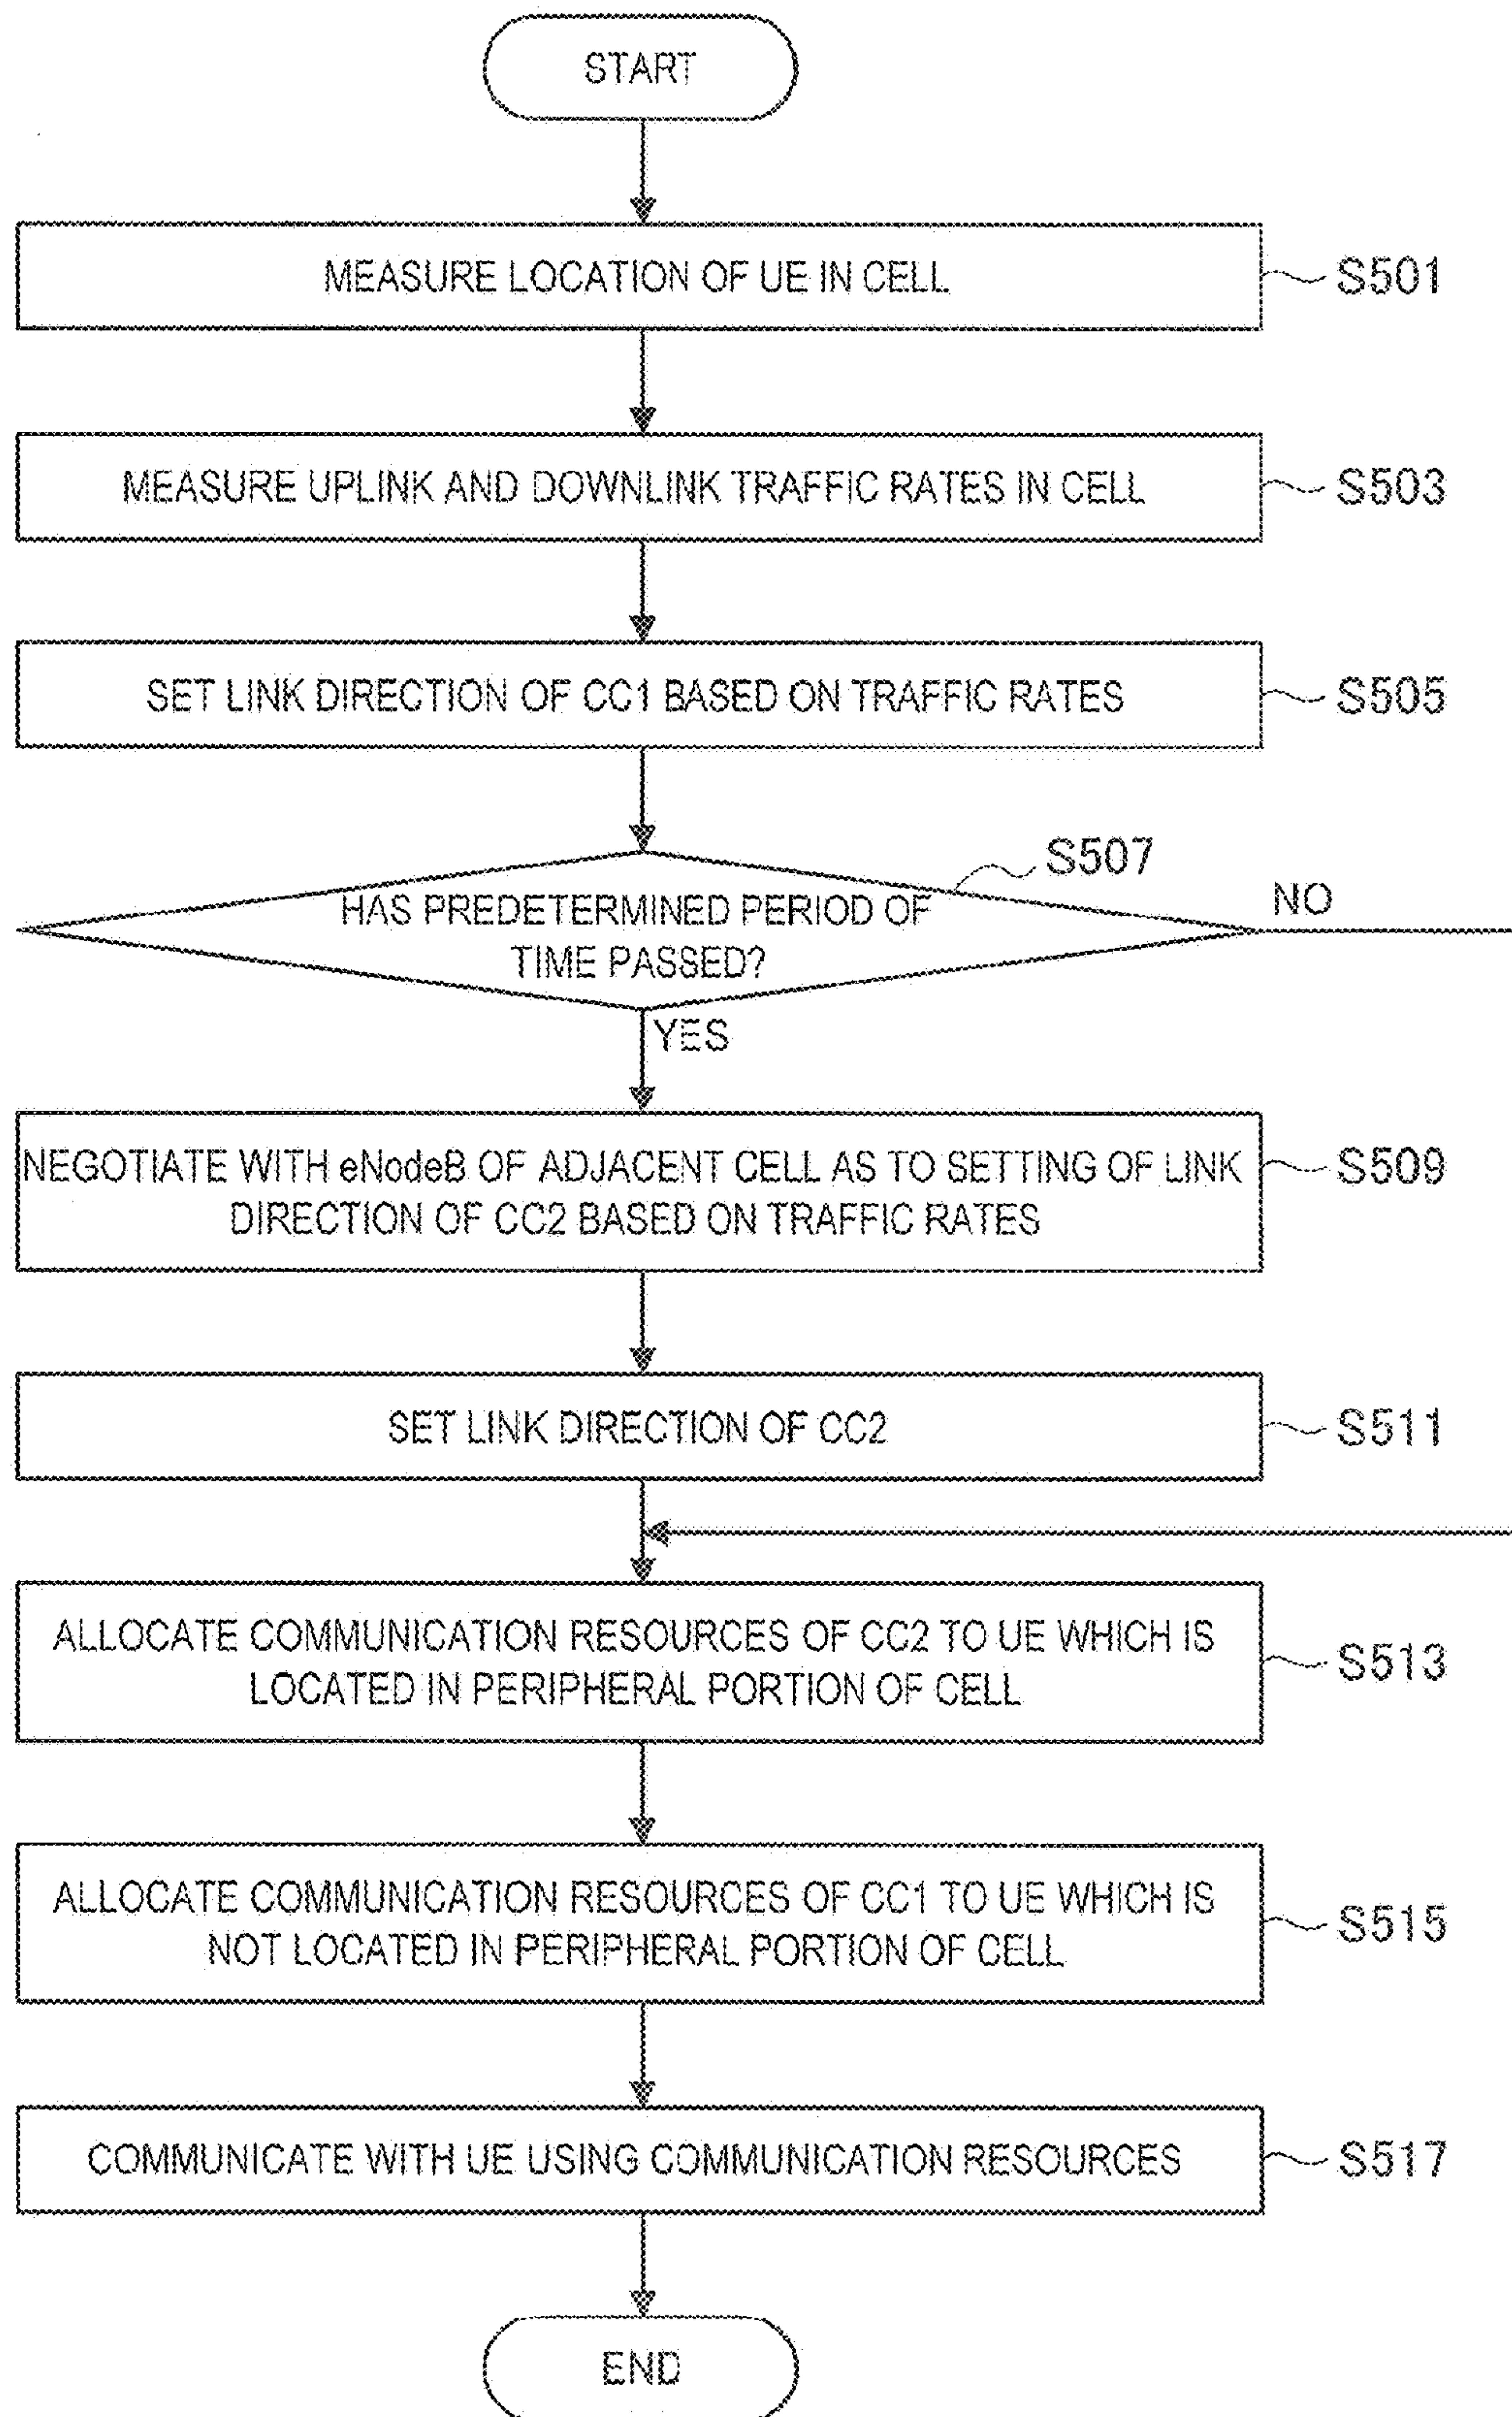 START
MEASURE LOCATION OF UE IN CELL
S501
MEASURE UPLINK AND DOWNLINK TRAFFIC RATES IN CELL
S503
SET LINK DIRECTION OF CC1 BASED ON TRAFFIC RATES
S505
S507
HAS PREDETERMINED PERIOD OF
TIME PASSED?
NO
YES
NEGOTIATE WITH eNodeB OF ADJACENT CELL AS TO SETTING OF LINK
DIRECTION OF CC2 BASED ON TRAFFIC RATES
S509
SET LINK DIRECTION OF CC2
S511
ALLOCATE COMMUNICATION RESOURCES OF CC2 TO UE WHICH IS
LOCATED IN PERIPHERAL PORTION OF CELL
S513
ALLOCATE COMMUNICATION RESOURCES OF CC1 TO UE WHICH IS
NOT LOCATED IN PERIPHERAL PORTION OF CELL
S515
COMMUNICATE WITH UE USING COMMUNICATION RESOURCES
S517
END